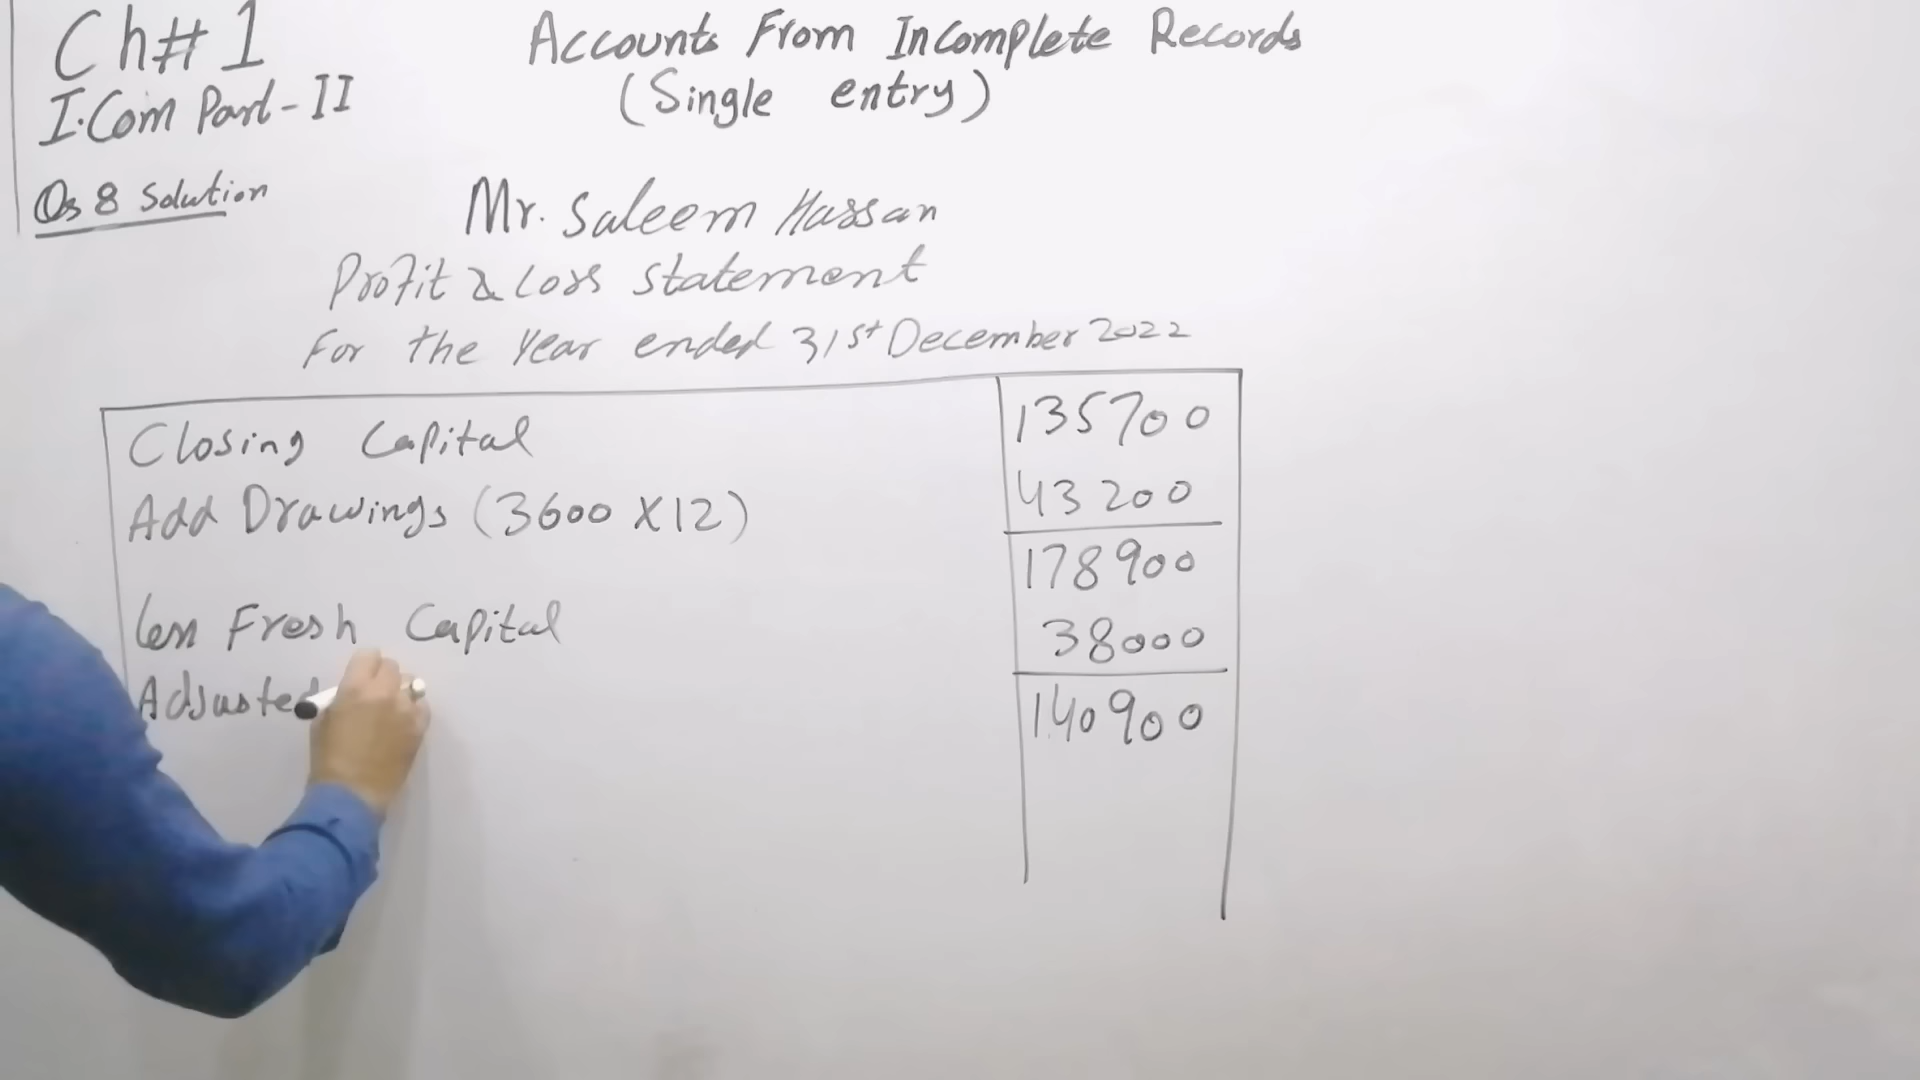 Ch# 1
I.Com Part-II
Qs 8 Solution
Accounts From Incomplete Records
(Single entry)
Mr. Saleem Hassan
Profit & Loss Statement
For the Year ended 31st December 2022
Closing Capital 135700
Add Drawings (3600 X 12) 43200
178900
Less Fresh Capital 38000
Adjusted 140900